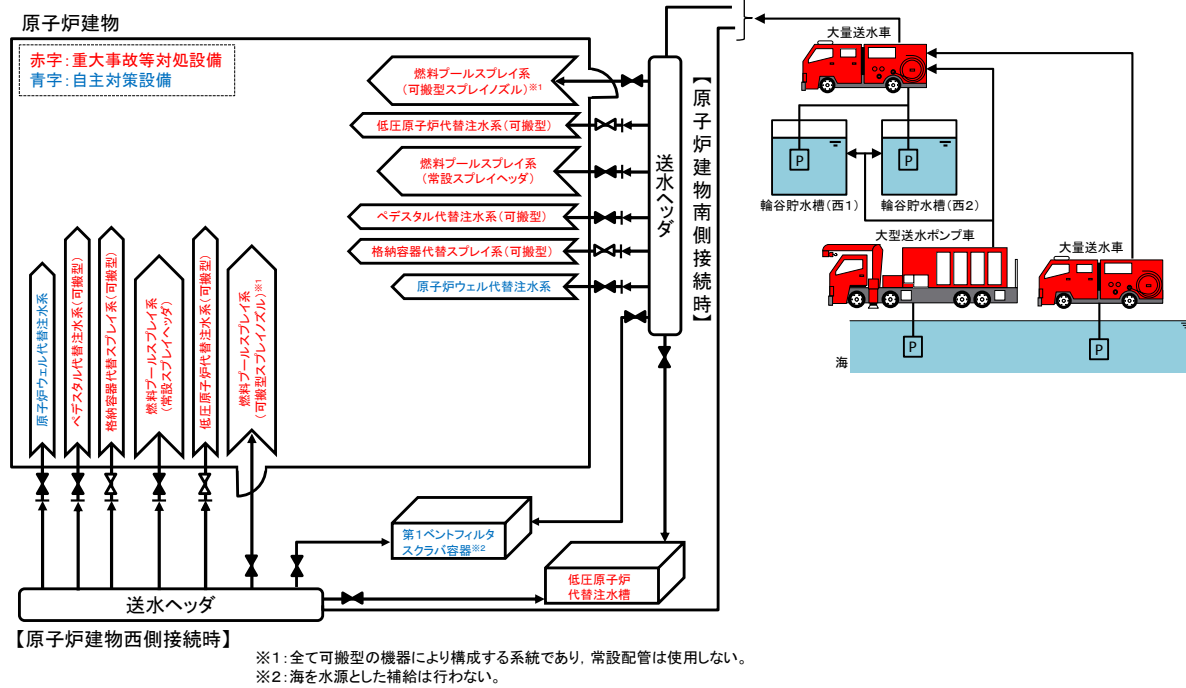 原子炉建物
赤字:重大事故等対処設備
青字:自主対策設備
燃料プールスプレイ系
(可搬型スプレイノズル)※1
低圧原子炉代替注水系(可搬型)
燃料プールスプレイ系
(常設スプレイヘッダ)
ペデスタル代替注水系(可搬型)
格納容器代替スプレイ系(可搬型)
原子炉ウェル代替注水系
送水ヘッダ
【原子炉建物南側接続時】
大量送水車
P
P
輪谷貯水槽(西1)
輪谷貯水槽(西2)
大型送水ポンプ車
大量送水車
P
P
海
原子炉ウェル代替注水系
ペデスタル代替注水系(可搬型)
格納容器代替スプレイ系(可搬型)
燃料プールスプレイ系
(常設スプレイヘッダ)
低圧原子炉代替注水系(可搬型)
燃料プールスプレイ系
(可搬型スプレイノズル)※1
第1ベントフィルタ
スクラバ容器※2
低圧原子炉
代替注水槽
送水ヘッダ
【原子炉建物西側接続時】
※1:全て可搬型の機器により構成する系統であり,常設配管は使用しない。
※2:海を水源とした補給は行わない。